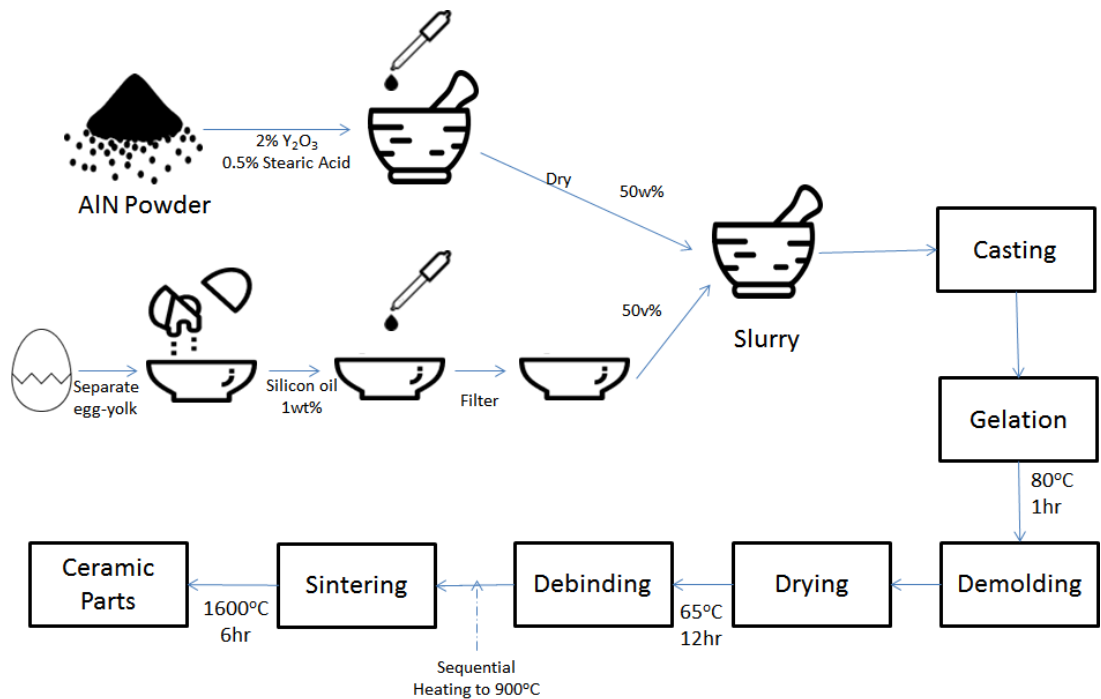 2% Y₂O₃
0.5% Stearic Acid
AlN Powder
Dry
50w%
Casting
50v%
Slurry
Separate
egg-yolk
Silicon oil
1wt%
Filter
Gelation
80°C
1hr
Demolding
Drying
65°C
12hr
Debinding
Sequential
Heating to 900°C
Sintering
1600°C
6hr
Ceramic
Parts